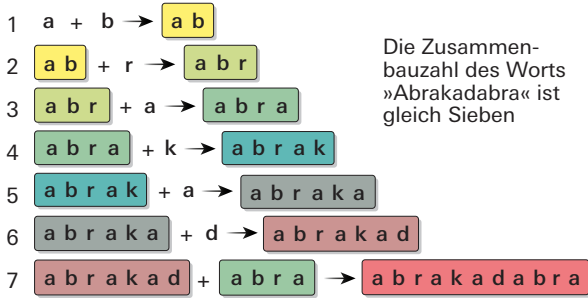 1 a + b → a b
2 a b + r → a b r
3 a b r + a → a b r a
4 a b r a + k → a b r a k
5 a b r a k + a → a b r a k a
6 a b r a k a + d → a b r a k a d
7 a b r a k a d + a b r a → a b r a k a d a b r a
Die Zusammen-
bauzahl des Worts
»Abrakadabra« ist
gleich Sieben